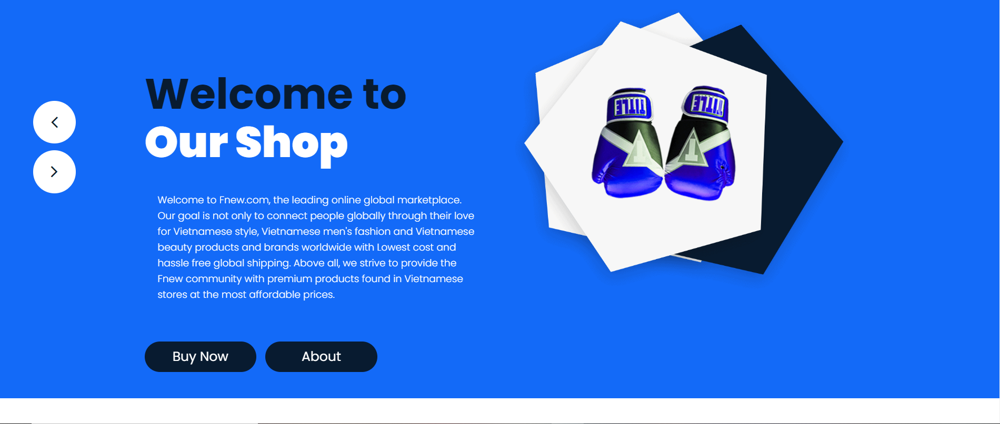 Welcome to
Our Shop
TITLE
TITLE
Welcome to Fnew.com, the leading online global marketplace.
Our goal is not only to connect people globally through their love
for Vietnamese style, Vietnamese men's fashion and Vietnamese
beauty products and brands worldwide with Lowest cost and
hassle free global shipping. Above all, we strive to provide the
Fnew community with premium products found in Vietnamese
stores at the most affordable prices.
Buy Now
About